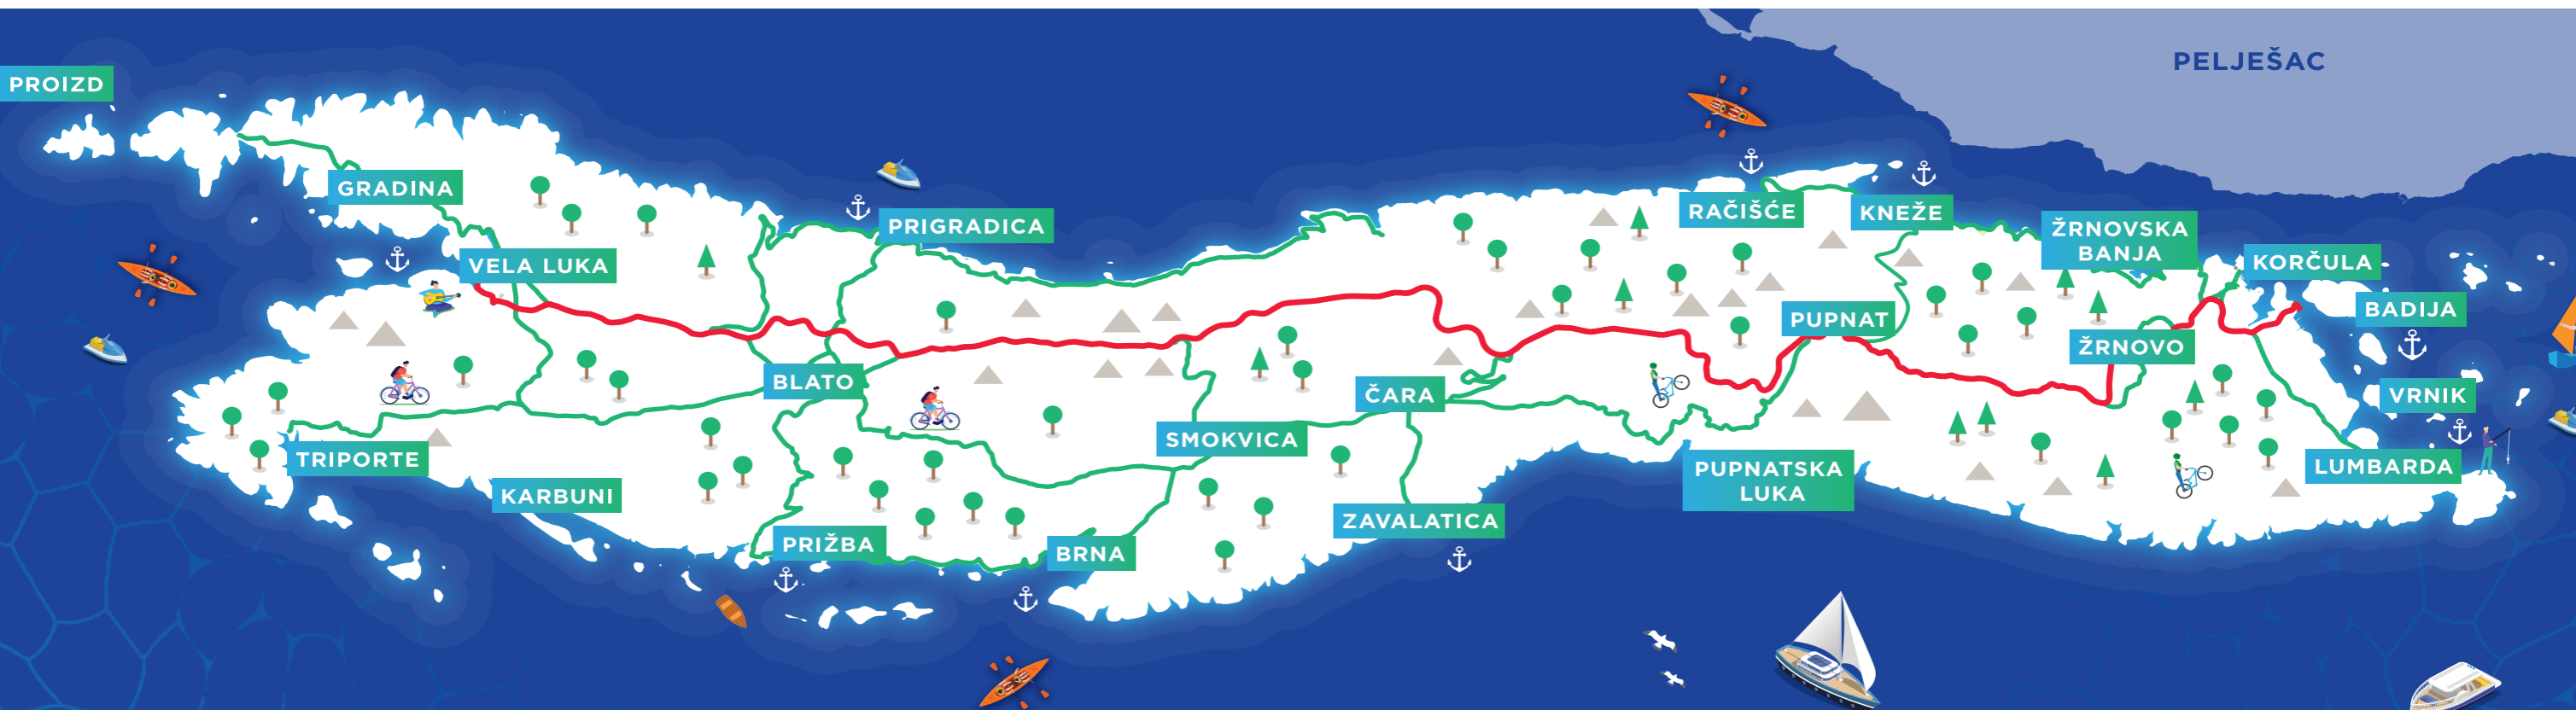 PELJEŠAC
PROIZD
GRADINA
VELA LUKA
PRIGRADICA
RAČIŠĆE
KNEŽE
ŽRNOVSKA
BANJA
KORČULA
BADIJA
PUPNAT
ŽRNOVO
BLATO
ČARA
VRNIK
SMOKVICA
TRIPORTE
LUMBARDA
PUPNATSKA
LUKA
KARBUNI
ZAVALATICA
PRIŽBA
BRNA